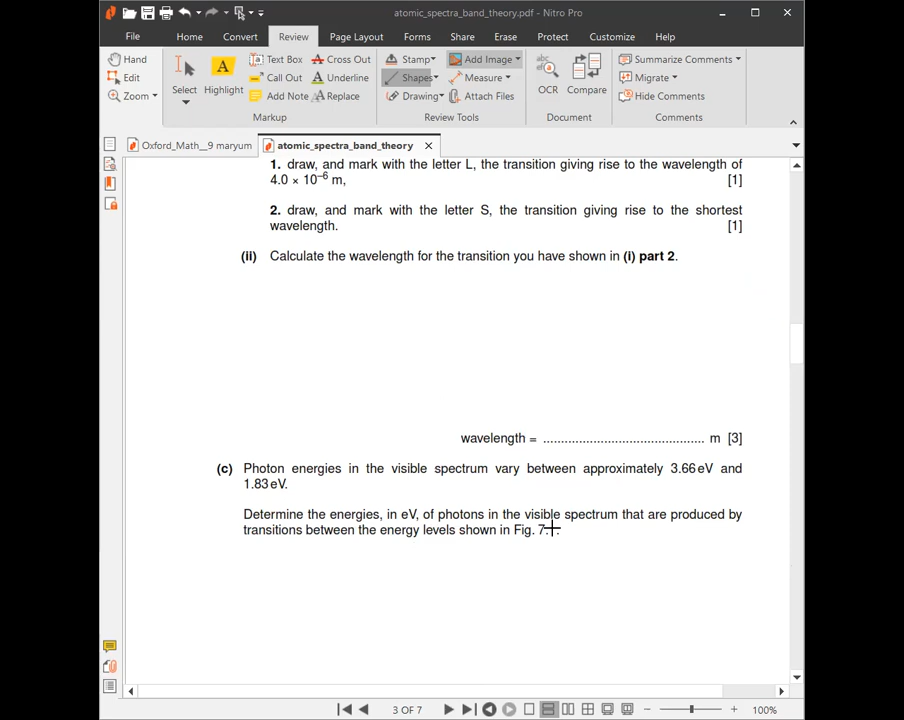 atomic_spectra_band_theory.pdf - Nitro Pro
File Home Convert Review Page Layout Forms Share Erase Protect Customize Help
Hand Edit Zoom
Select Highlight Text Box Call Out Add Note Cross Out Underline Replace
Markup
Stamp Shapes Drawing Add Image Measure Attach Files
Review Tools
OCR Compare
Document
Summarize Comments Migrate Hide Comments
Comments
Oxford_Math__9 maryum atomic_spectra_band_theory
1. draw, and mark with the letter L, the transition giving rise to the wavelength of
4.0 × 10⁻⁶ m, [1]
2. draw, and mark with the letter S, the transition giving rise to the shortest
wavelength. [1]
(ii) Calculate the wavelength for the transition you have shown in (i) part 2.
wavelength = ............................................. m [3]
(c) Photon energies in the visible spectrum vary between approximately 3.66 eV and
1.83 eV.
Determine the energies, in eV, of photons in the visible spectrum that are produced by
transitions between the energy levels shown in Fig.
3 OF 7 100%